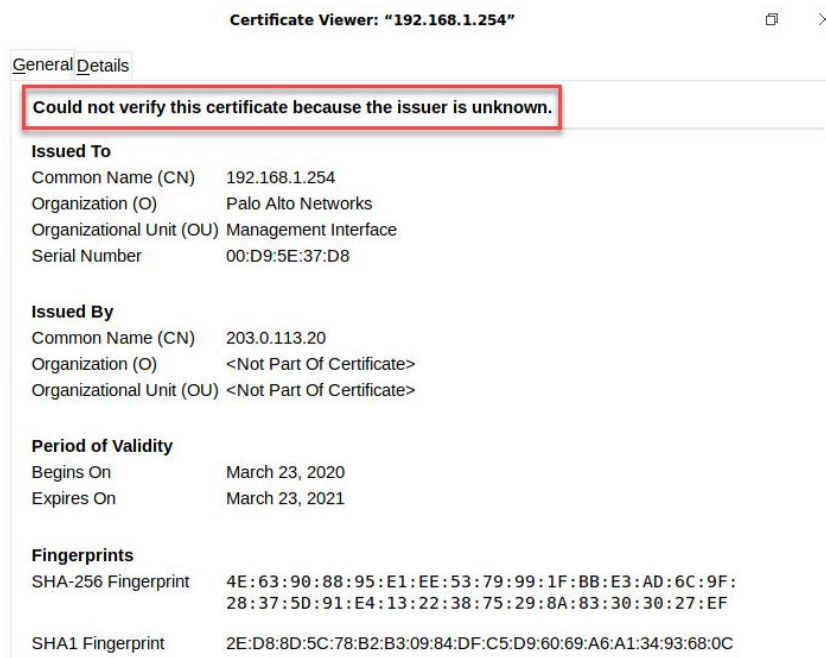 Certificate Viewer: “192.168.1.254”
General Details
Could not verify this certificate because the issuer is unknown.
Issued To
Common Name (CN) 192.168.1.254
Organization (O) Palo Alto Networks
Organizational Unit (OU) Management Interface
Serial Number 00:D9:5E:37:D8
Issued By
Common Name (CN) 203.0.113.20
Organization (O) <Not Part Of Certificate>
Organizational Unit (OU) <Not Part Of Certificate>
Period of Validity
Begins On March 23, 2020
Expires On March 23, 2021
Fingerprints
SHA-256 Fingerprint 4E:63:90:88:95:E1:EE:53:79:99:1F:BB:E3:AD:6C:9F:
28:37:5D:91:E4:13:22:38:75:29:8A:83:30:30:27:EF
SHA1 Fingerprint 2E:D8:8D:5C:78:B2:B3:09:84:DF:C5:D9:60:69:A6:A1:34:93:68:0C